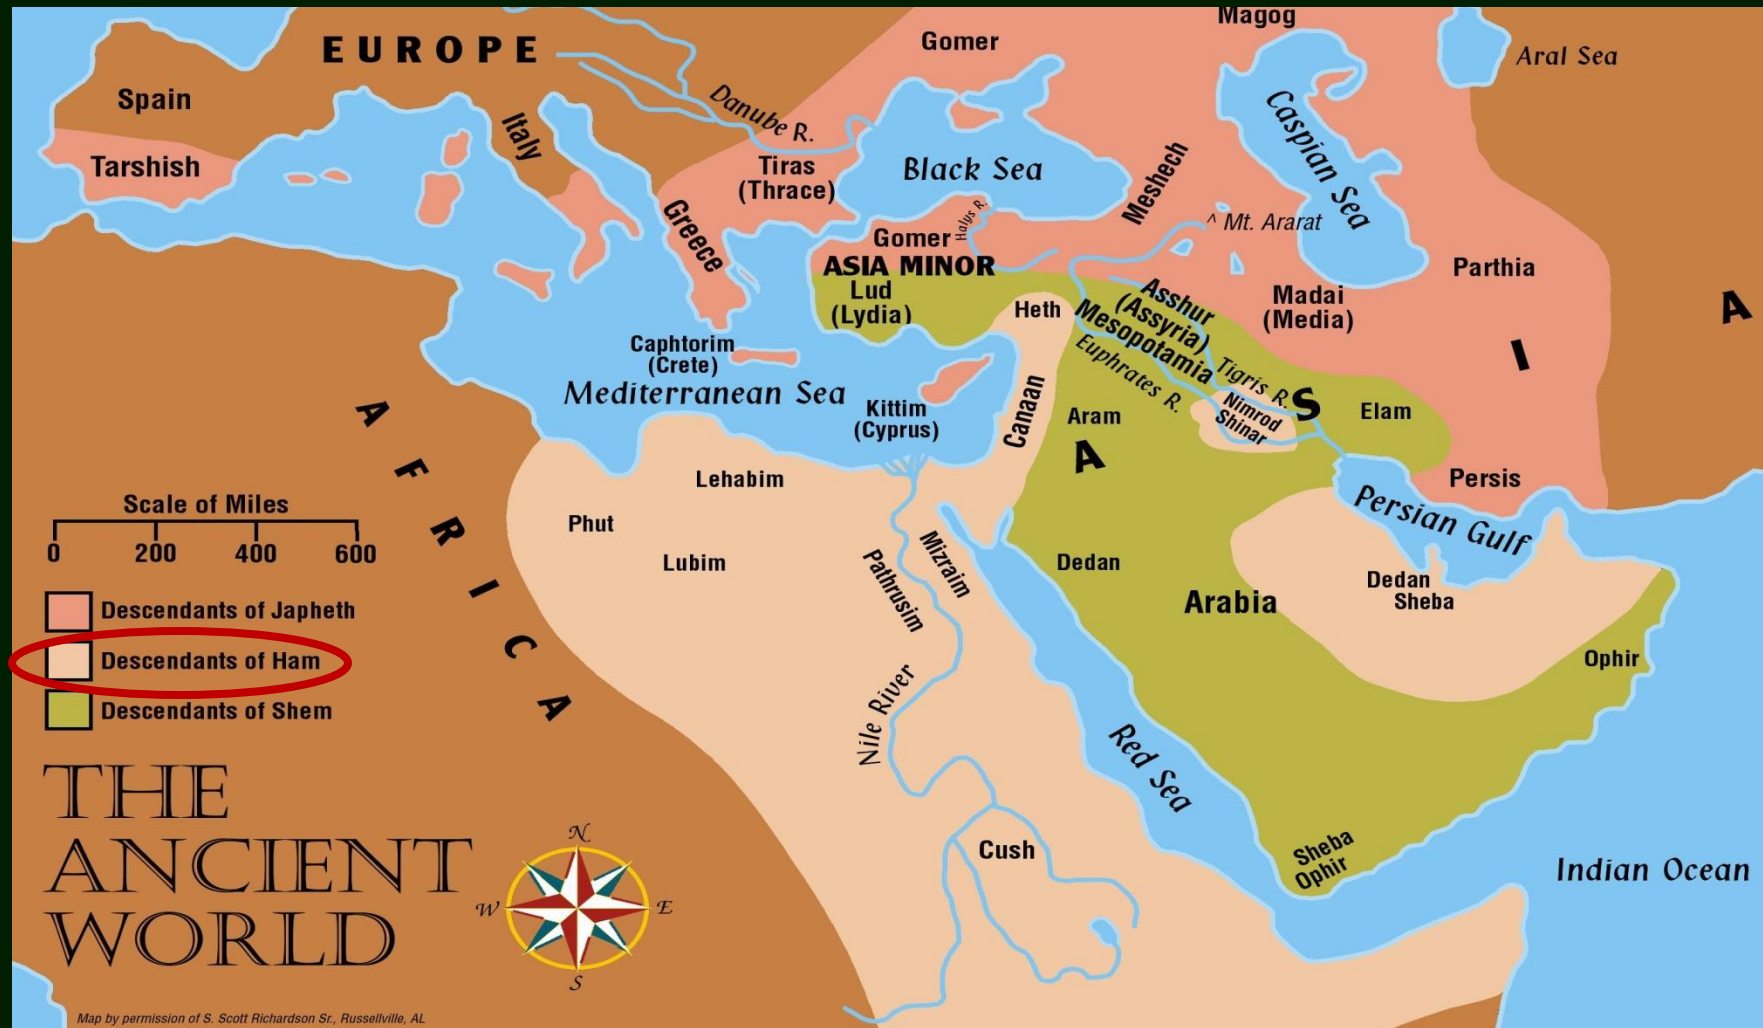 Magog
EUROPE
Gomer
Aral Sea
Spain
Danube R.
Caspian Sea
Italy
Tarshish
Tiras
(Thrace)
Black Sea
Meshech
Greece
Halys R.
^ Mt. Ararat
Gomer
ASIA MINOR
Parthia
Lud
(Lydia)
Heth
Asshur
(Assyria)
Mesopotamia
Madai
(Media)
ASIA
Caphtorim
(Crete)
Euphrates R.
Tigris R.
Mediterranean Sea
Kittim
(Cyprus)
Canaan
Aram
Nimrod
Shinar
Elam
AFRICA
Lehabim
Persis
Persian Gulf
Scale of Miles
0 200 400 600
Phut
Lubim
Pathrusim
Mizraim
Dedan
Dedan
Sheba
Arabia
Descendants of Japheth
Descendants of Ham
Descendants of Shem
Ophir
Nile River
Red Sea
THE
ANCIENT
WORLD
N
W
E
S
Cush
Sheba
Ophir
Indian Ocean
Map by permission of S. Scott Richardson Sr., Russellville, AL